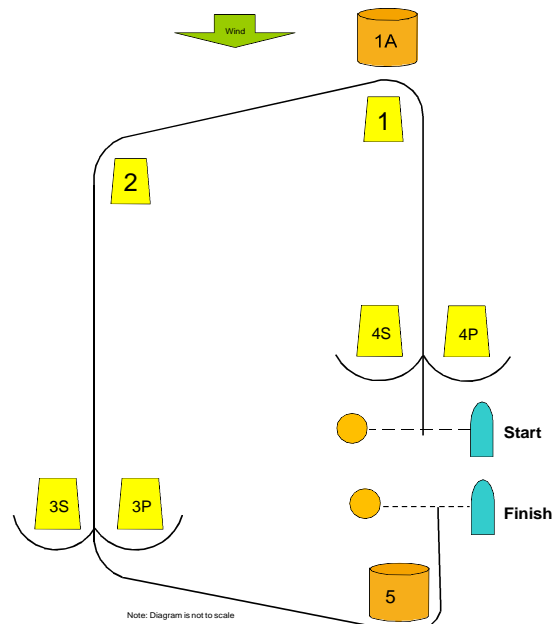 Wind
1A
1
2
4S
4P
Start
Finish
3S
3P
5
Note: Diagram is not to scale